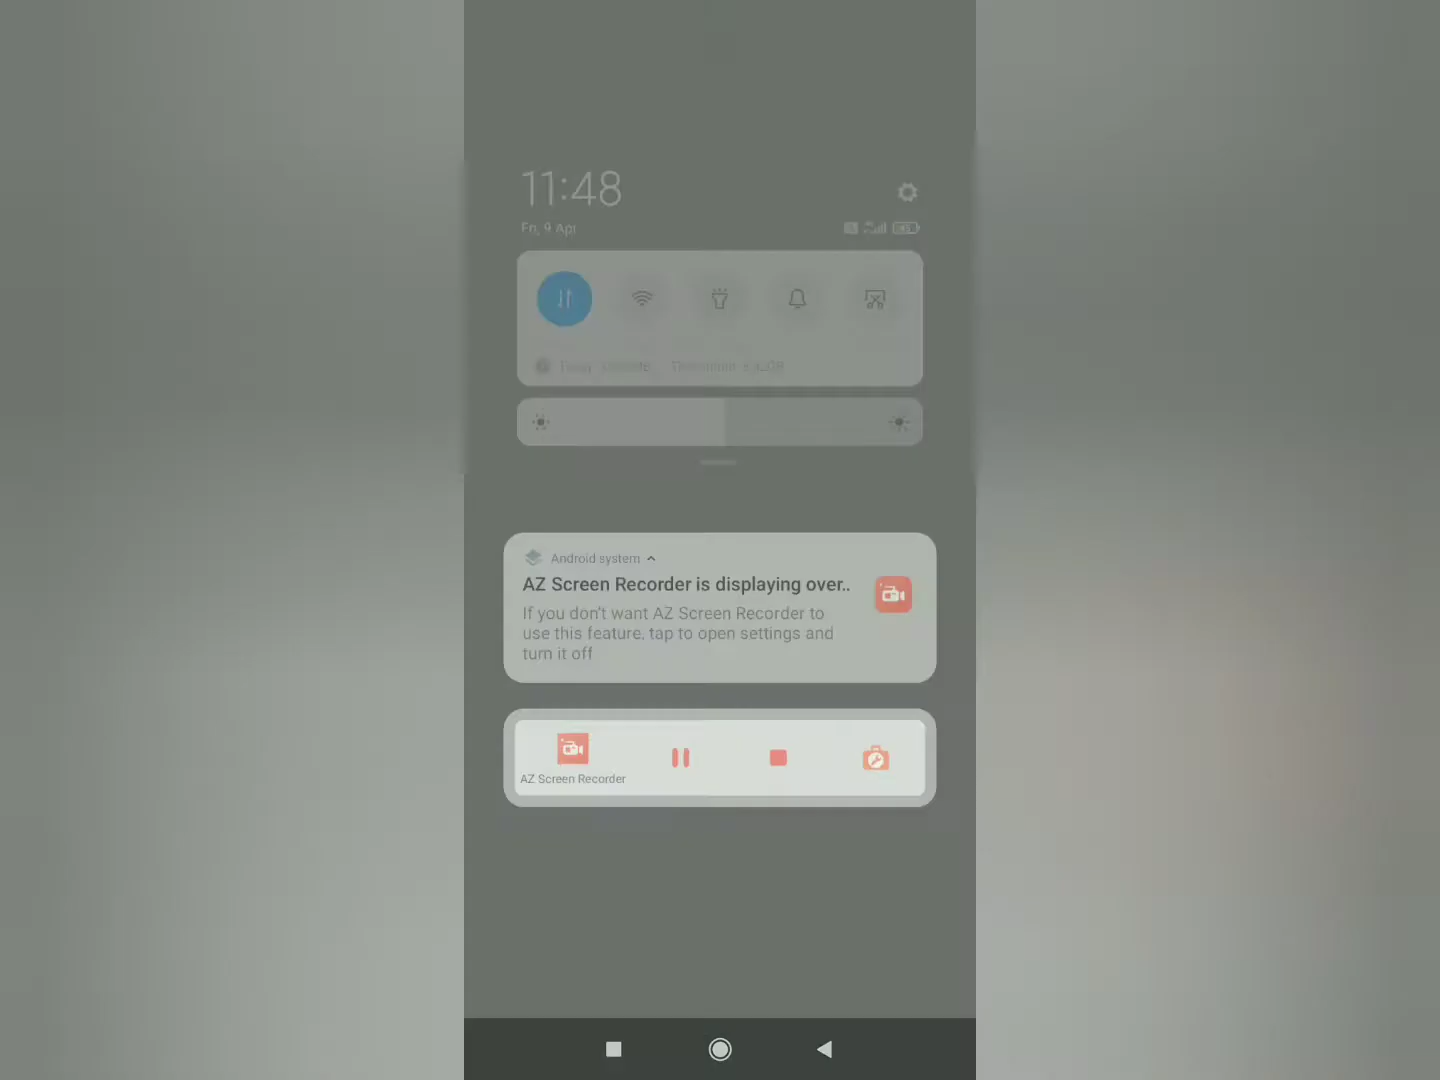 11:48
Fri, 9 Apr
Android system
AZ Screen Recorder is displaying over..
If you don't want AZ Screen Recorder to
use this feature, tap to open settings and
turn it off
AZ Screen Recorder